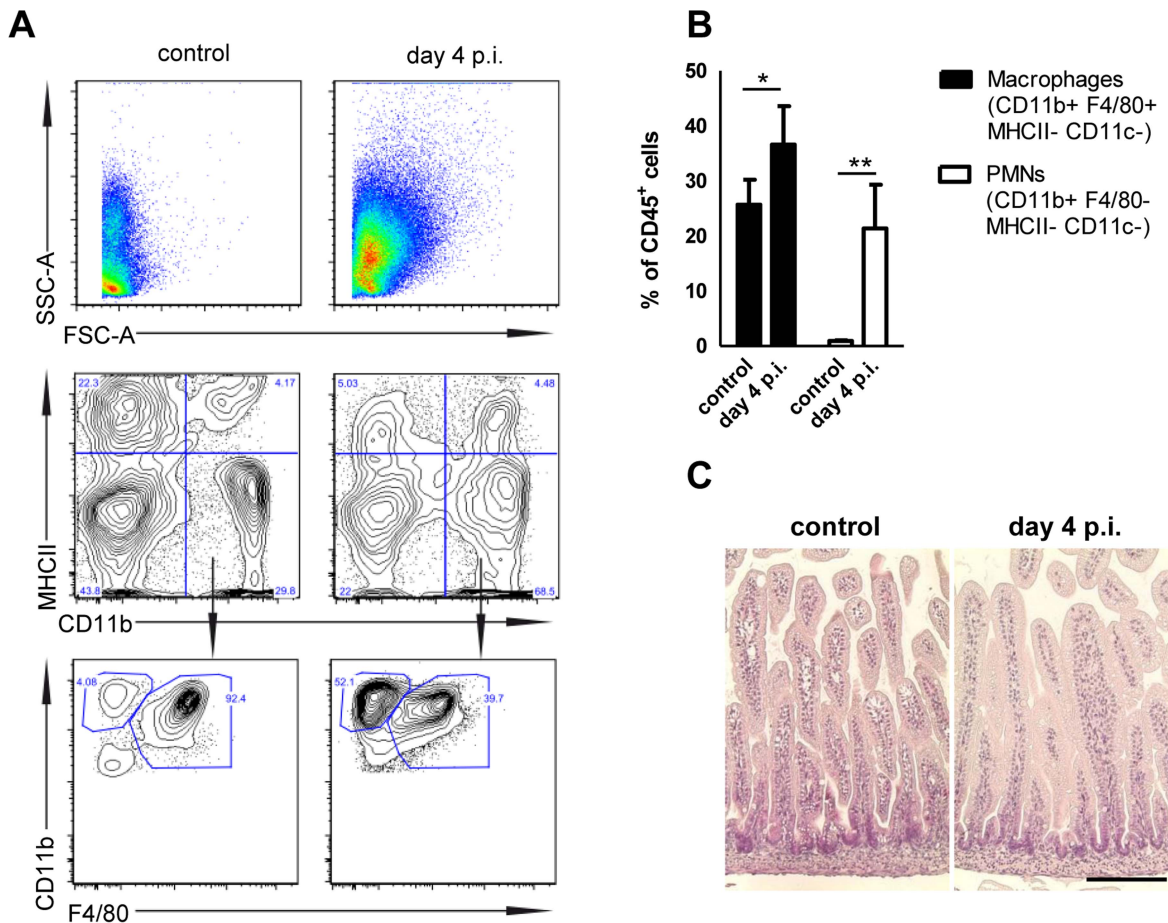 A
control
day 4 p.i.
SSC-A
FSC-A
22.3
4.17
5.03
4.48
MHCII
43.8
29.8
22
68.5
CD11b
4.08
92.4
52.1
39.7
CD11b
F4/80
B
50
40
30
20
10
0
% of CD45+ cells
*
**
control
day 4 p.i.
control
day 4 p.i.
Macrophages
(CD11b+ F4/80+
MHCII- CD11c-)
PMNs
(CD11b+ F4/80-
MHCII- CD11c-)
C
control
day 4 p.i.